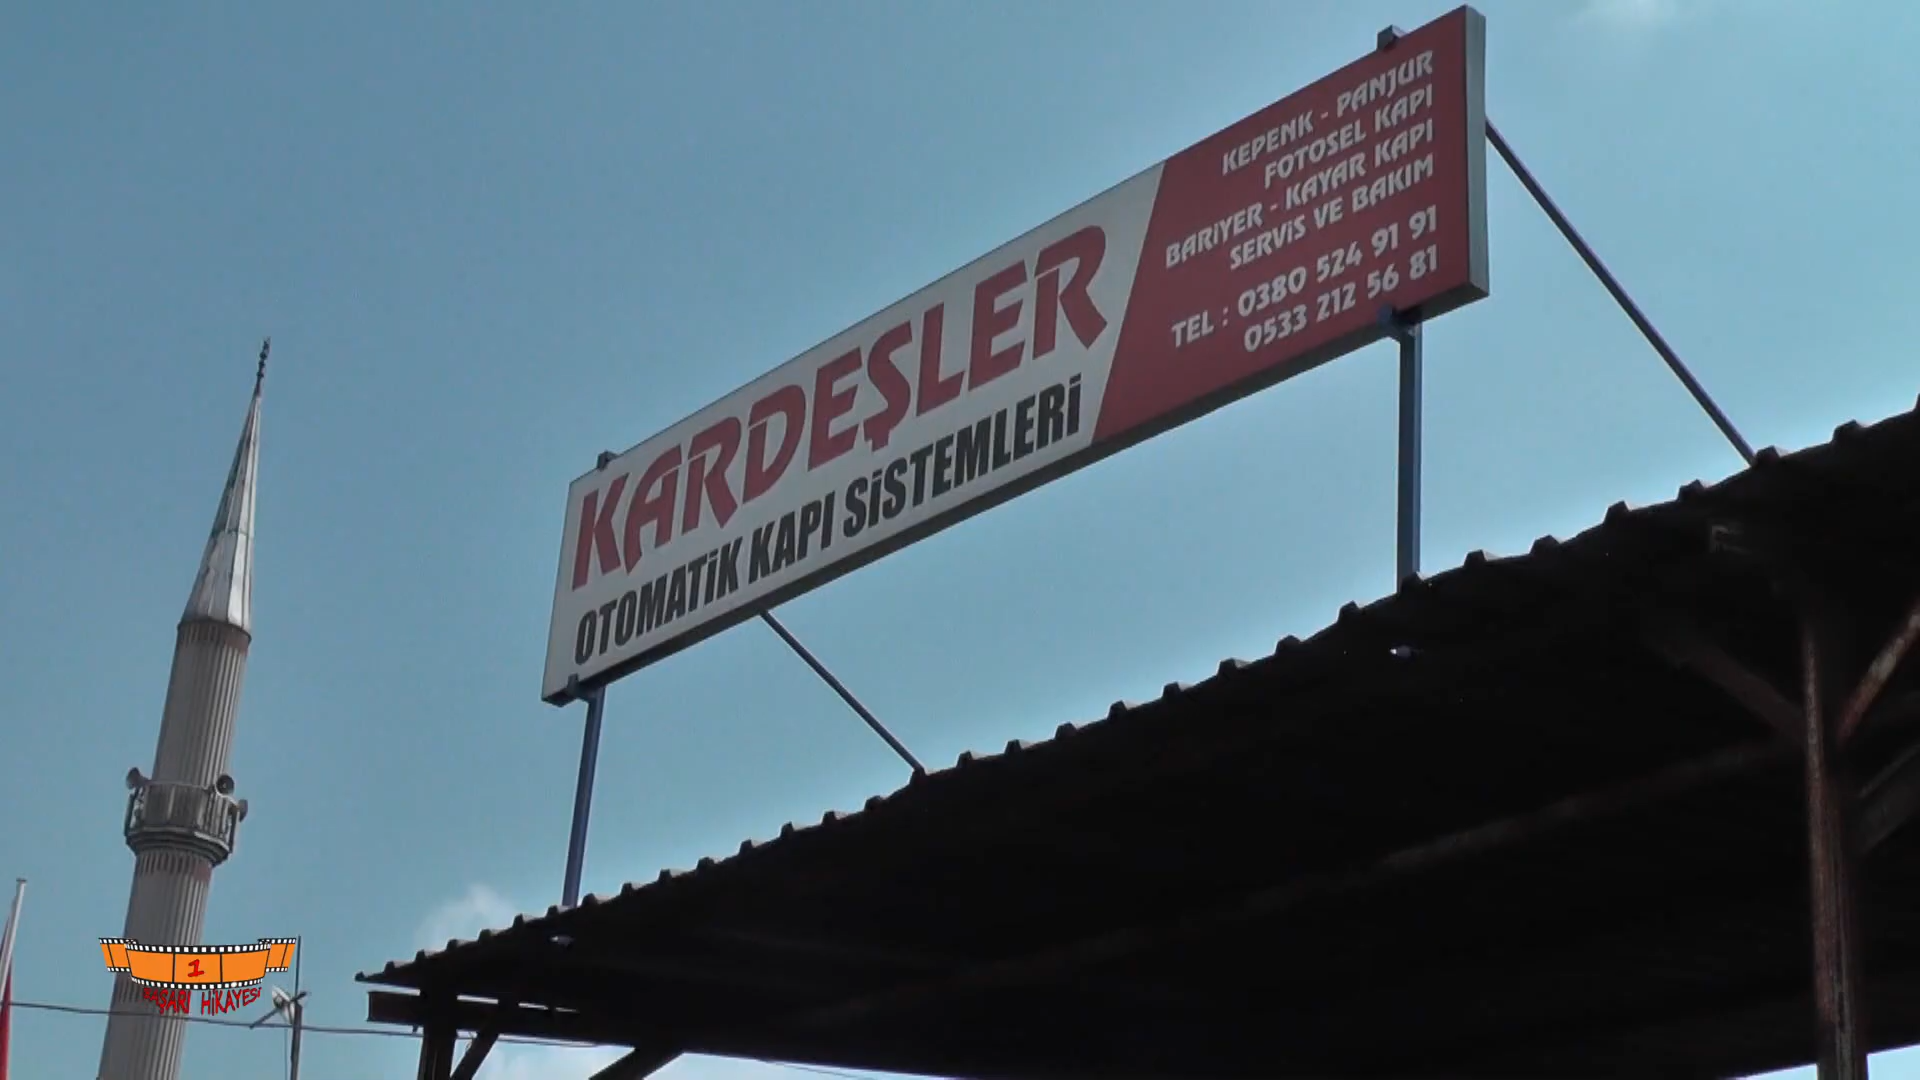 KARDEŞLER
OTOMATİK KAPI SİSTEMLERİ
KEPENK - PANJUR
FOTOSEL KAPI
BARİYER - KAYAR KAPI
SERVİS VE BAKIM
TEL : 0380 524 91 91
0533 212 56 81
1
BAŞARI HİKAYESİ